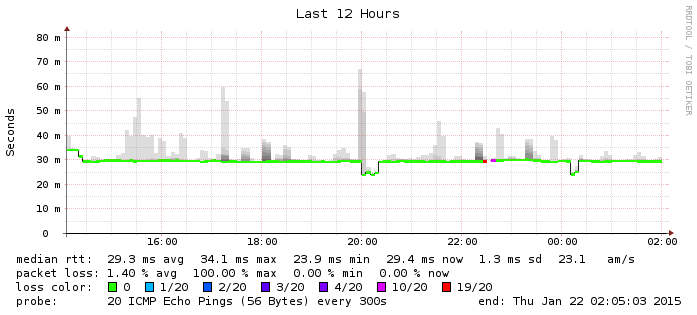 Last 12 Hours
RRDTOOL / TOBI OETIKER
Seconds
80 m
70 m
60 m
50 m
40 m
30 m
20 m
10 m
0
16:00 18:00 20:00 22:00 00:00 02:00
median rtt: 29.3 ms avg 34.1 ms max 23.9 ms min 29.4 ms now 1.3 ms sd 23.1 am/s
packet loss: 1.40 % avg 100.00 % max 0.00 % min 0.00 % now
loss color: 0 1/20 2/20 3/20 4/20 10/20 19/20
probe: 20 ICMP Echo Pings (56 Bytes) every 300s end: Thu Jan 22 02:05:03 2015